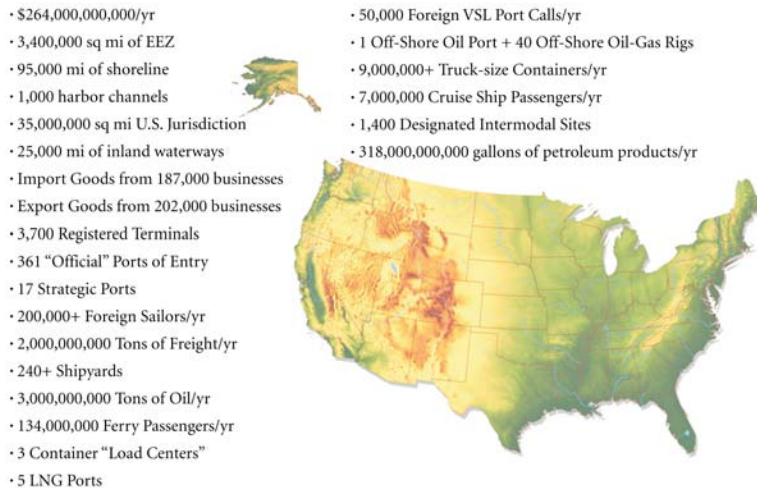 · $264,000,000,000/yr
· 3,400,000 sq mi of EEZ
· 95,000 mi of shoreline
· 1,000 harbor channels
· 35,000,000 sq mi U.S. Jurisdiction
· 25,000 mi of inland waterways
· Import Goods from 187,000 businesses
· Export Goods from 202,000 businesses
· 3,700 Registered Terminals
· 361 “Official” Ports of Entry
· 17 Strategic Ports
· 200,000+ Foreign Sailors/yr
· 2,000,000,000 Tons of Freight/yr
· 240+ Shipyards
· 3,000,000,000 Tons of Oil/yr
· 134,000,000 Ferry Passengers/yr
· 3 Container “Load Centers”
· 5 LNG Ports
· 50,000 Foreign VSL Port Calls/yr
· 1 Off-Shore Oil Port + 40 Off-Shore Oil-Gas Rigs
· 9,000,000+ Truck-size Containers/yr
· 7,000,000 Cruise Ship Passengers/yr
· 1,400 Designated Intermodal Sites
· 318,000,000,000 gallons of petroleum products/yr